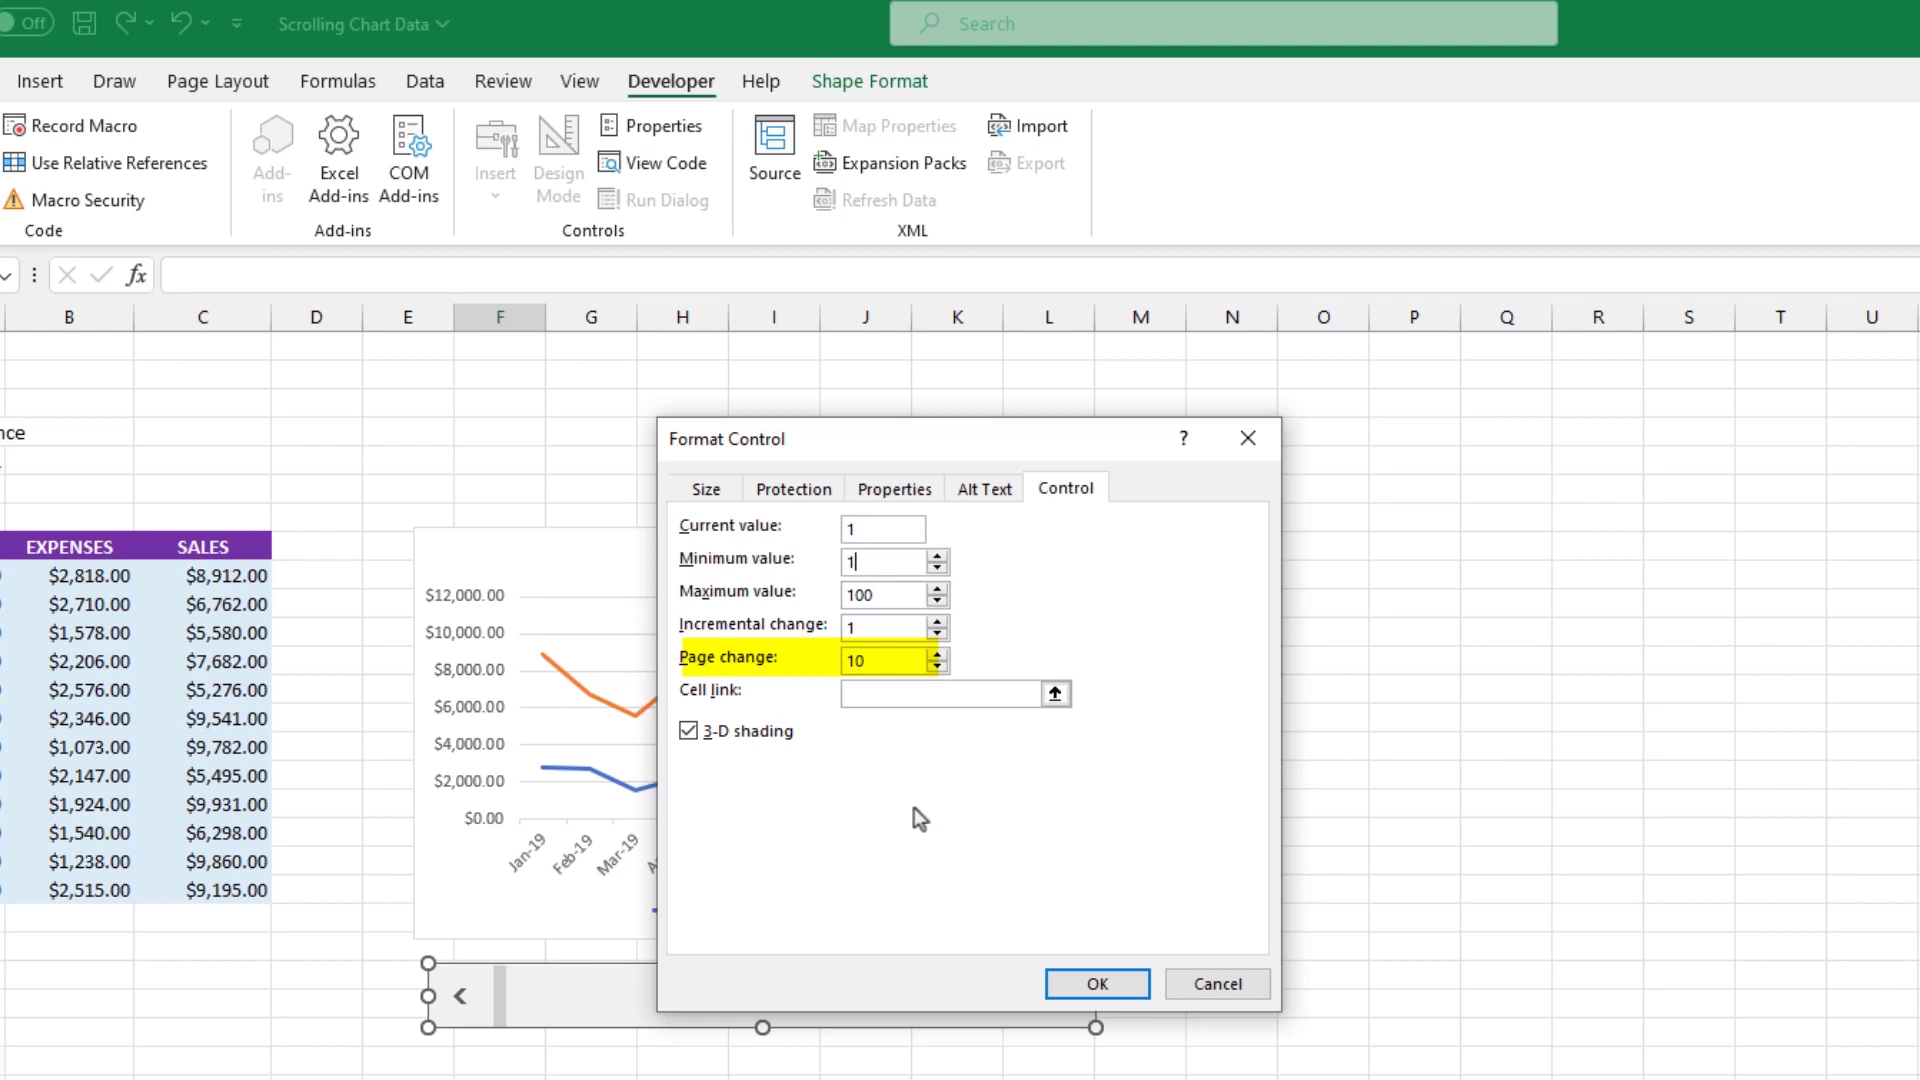 Off
Scrolling Chart Data
Search
Insert Draw Page Layout Formulas Data Review View Developer Help Shape Format
Record Macro
Use Relative References
Macro Security
Code
Add-
ins
Excel
Add-ins
COM
Add-ins
Add-ins
Insert
Design
Mode
Properties
View Code
Run Dialog
Controls
Source
Map Properties
Expansion Packs
Refresh Data
Import
Export
XML
fx
B C D E F G H I J K L M N O P Q R S T U
nce
EXPENSES SALES
$2,818.00 $8,912.00
$2,710.00 $6,762.00
$1,578.00 $5,580.00
$2,206.00 $7,682.00
$2,576.00 $5,276.00
$2,346.00 $9,541.00
$1,073.00 $9,782.00
$2,147.00 $5,495.00
$1,924.00 $9,931.00
$1,540.00 $6,298.00
$1,238.00 $9,860.00
$2,515.00 $9,195.00
$12,000.00
$10,000.00
$8,000.00
$6,000.00
$4,000.00
$2,000.00
$0.00
Jan-19 Feb-19 Mar-19 A
Format Control ?
Size Protection Properties Alt Text Control
Current value: 1
Minimum value: 1
Maximum value: 100
Incremental change: 1
Page change: 10
Cell link:
3-D shading
OK Cancel